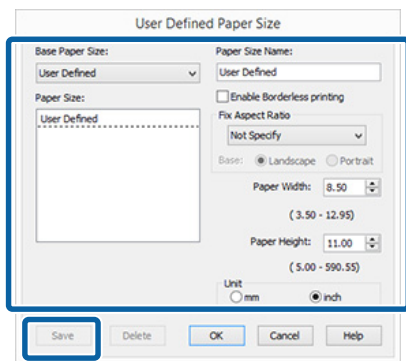 User Defined Paper Size
Base Paper Size:
User Defined
Paper Size:
User Defined
Paper Size Name:
User Defined
Enable Borderless printing
Fix Aspect Ratio
Not Specify
Base: Landscape Portrait
Paper Width: 8.50
(3.50 - 12.95)
Paper Height: 11.00
(5.00 - 590.55)
Unit
mm inch
Save Delete OK Cancel Help